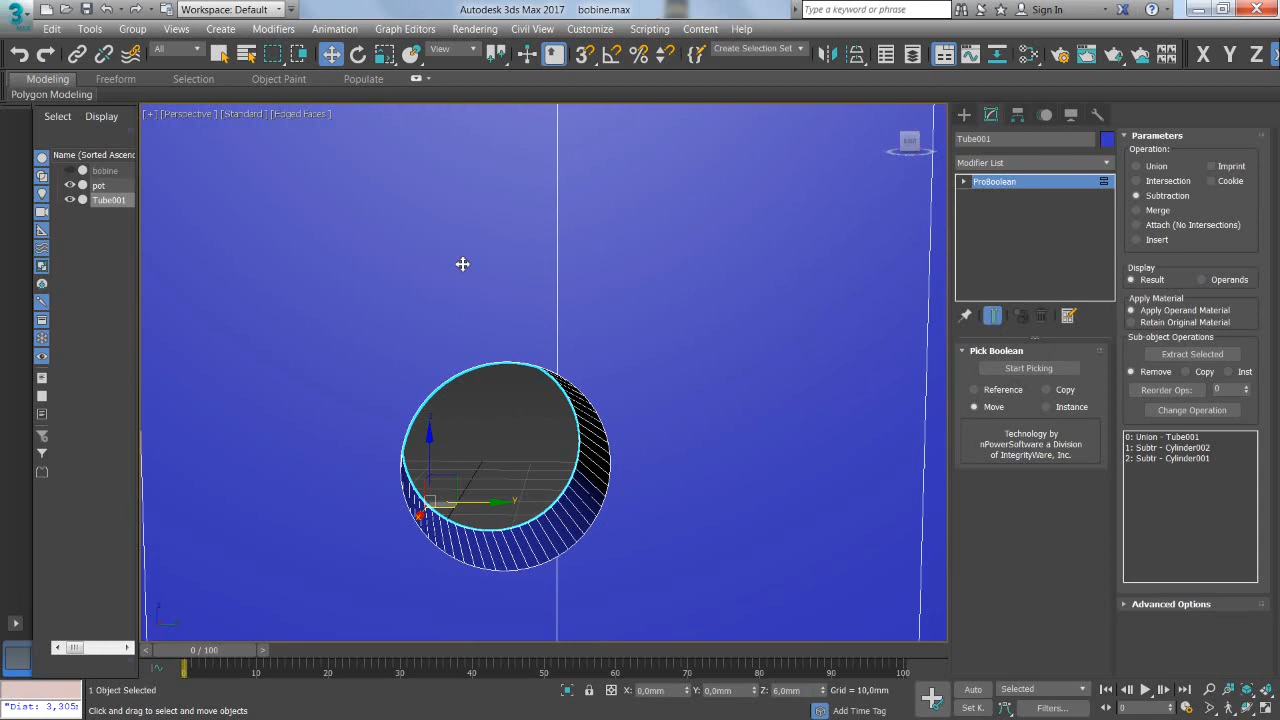 Workspace: Default
Autodesk 3ds Max 2017 bobine.max
Type a keyword or phrase
Sign In
Edit Tools Group Views Create Modifiers Animation Graph Editors Rendering Civil View Customize Scripting Content Help
All
View
Create Selection Set
X Y Z
Modeling Freeform Selection Object Paint Populate
Polygon Modeling
Select Display
Name (Sorted Ascend
bobine
pot
Tube001
[+] [Perspective] [Standard] [Edged Faces]
y
Tube001
Modifier List
ProBoolean
Pick Boolean
Start Picking
Reference Copy
Move Instance
Technology by
nPowerSoftware a Division
of IntegrityWare, Inc.
Parameters
Operation:
Union Imprint
Intersection Cookie
Subtraction
Merge
Attach (No Intersections)
Insert
Display
Result Operands
Apply Material
Apply Operand Material
Retain Original Material
Sub-object Operations
Extract Selected
Remove Copy Inst
Reorder Ops: 0
Change Operation
0: Union - Tube001
1: Subtr - Cylinder002
2: Subtr - Cylinder001
Advanced Options
0 / 100
10 20 30 40 50 60 70 80 90 100
1 Object Selected
X: 0,0mm Y: 0,0mm Z: 6,0mm Grid = 10,0mm
Auto Selected
"Dist: 3,305
Click and drag to select and move objects
Add Time Tag
Set K. Filters...
0